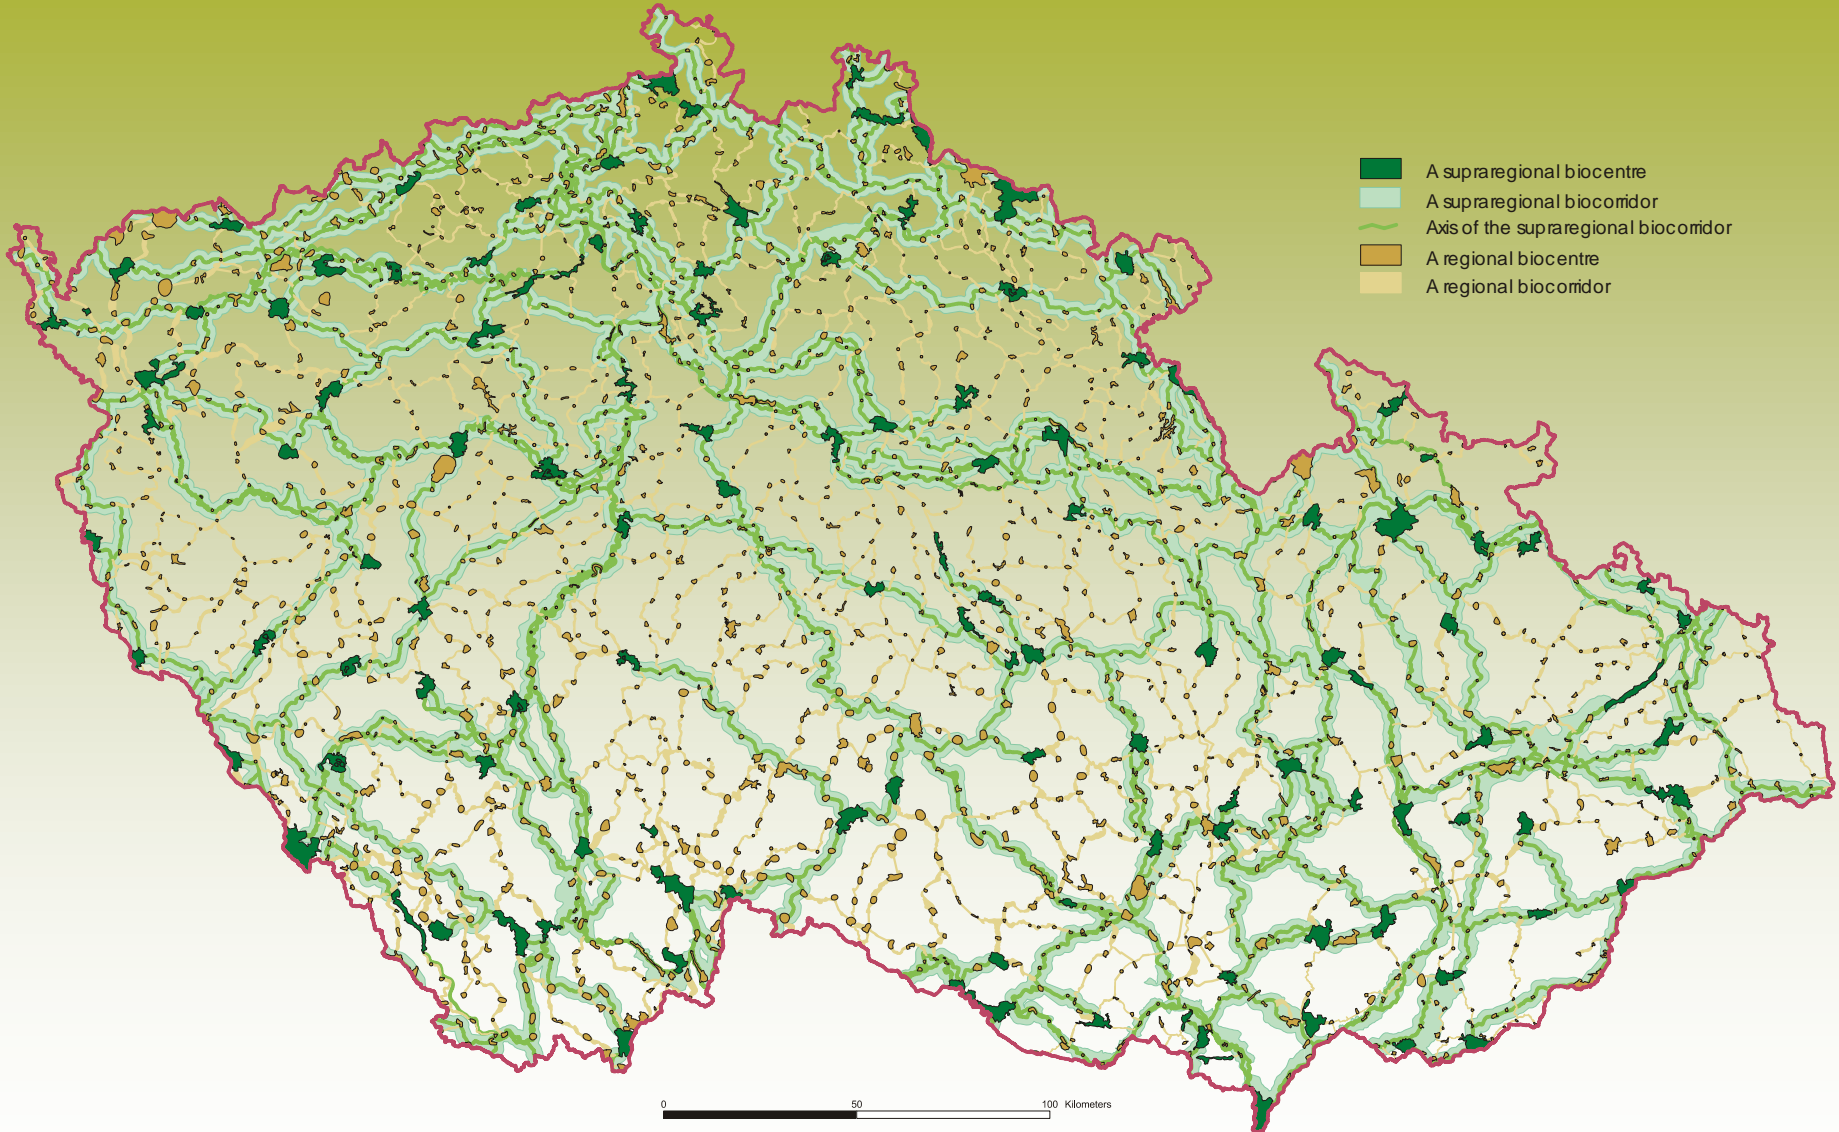 A supraregional biocentre
A supraregional biocorridor
Axis of the supraregional biocorridor
A regional biocentre
A regional biocorridor
0 50 100 Kilometers